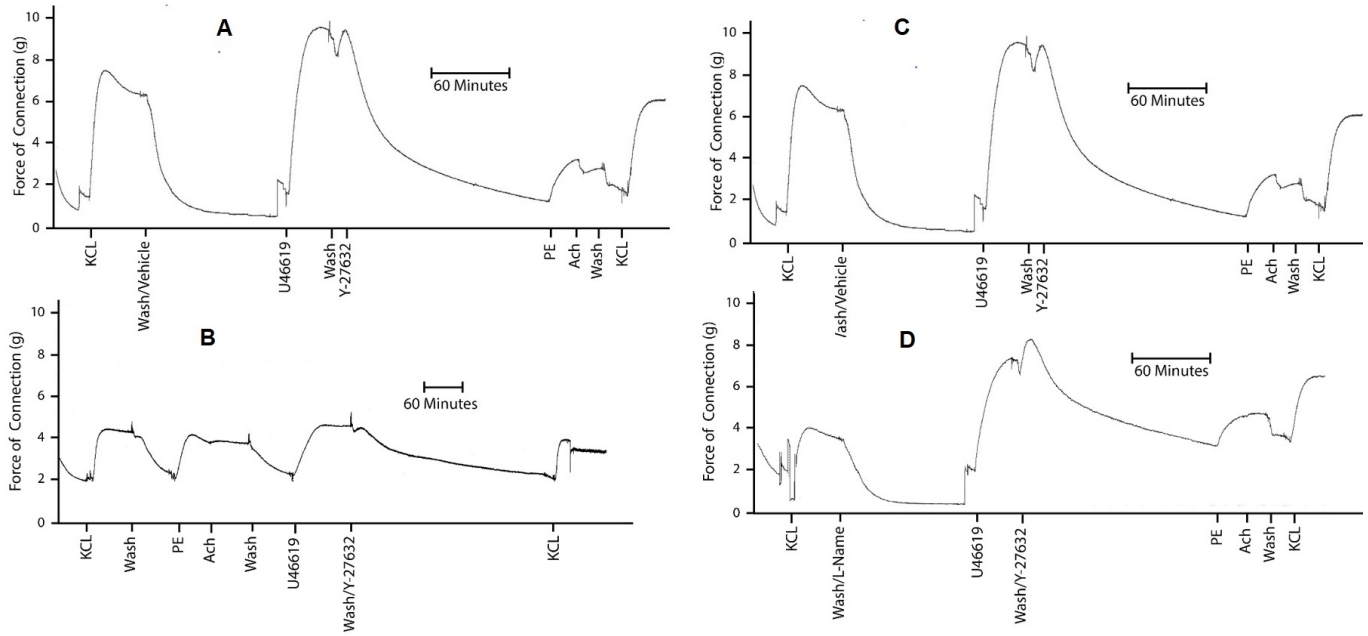 A
Force of Connection (g)
10
8
6
4
2
0
60 Minutes
KCL
Wash/Vehicle
U46619
Wash
Y-27632
PE
Ach
Wash
KCL
B
Force of Connection (g)
10
8
6
4
2
0
60 Minutes
KCL
Wash
PE
Ach
Wash
U46619
Wash/Y-27632
KCL
C
Force of Connection (g)
10
8
6
4
2
0
60 Minutes
KCL
/ash/Vehicle
U46619
Wash
Y-27632
PE
Ach
Wash
KCL
D
Force of Connection (g)
10
8
6
4
2
0
60 Minutes
KCL
Wash/L-Name
U46619
Wash/Y-27632
PE
Ach
Wash
KCL